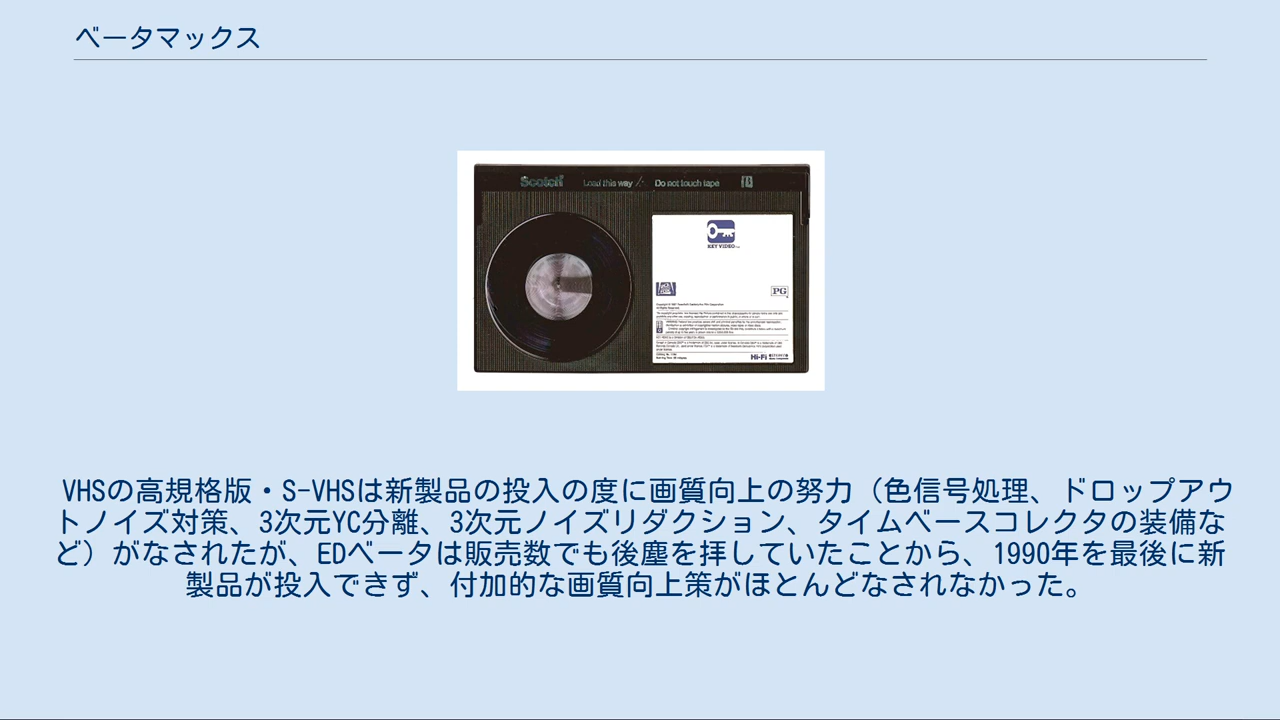 ベータマックス
Scotch
Load this way
Do not touch tape
KEY VIDEO
PG
Hi-Fi
VHSの高規格版・S-VHSは新製品の投入の度に画質向上の努力（色信号処理、ドロップアウ
トノイズ対策、3次元YC分離、3次元ノイズリダクション、タイムベースコレクタの装備な
ど）がなされたが、EDベータは販売数でも後塵を拝していたことから、1990年を最後に新
製品が投入できず、付加的な画質向上策がほとんどなされなかった。